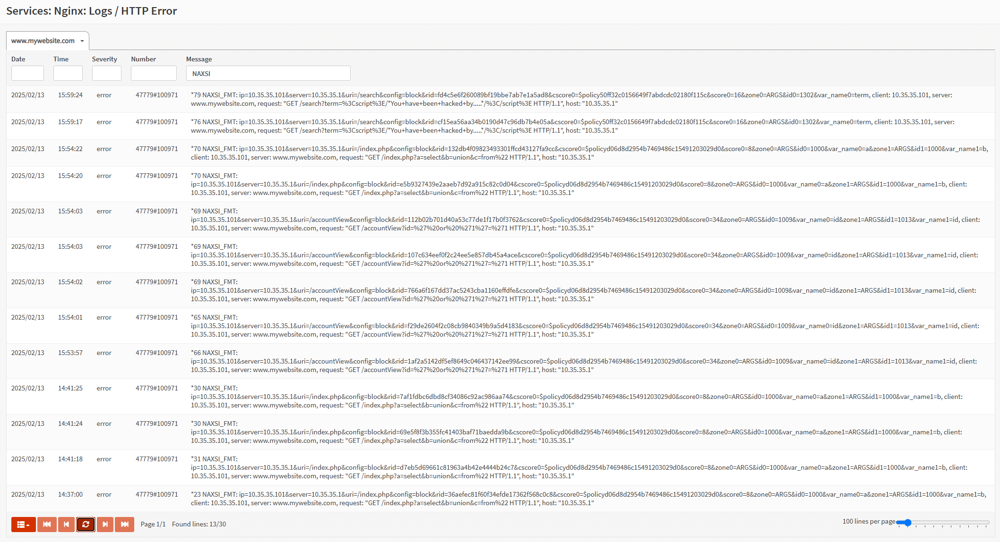 Services: Nginx: Logs / HTTP Error
www.mywebsite.com
Date Time Severity Number Message
NAXSI
2025/02/13 15:59:24 error 47779#100971 *79 NAXSI_FMT: ip=10.35.35.101&server=10.35.35.1&uri=/search&config=block&rid=fd4c5e6f260089bf19bbe7ab7e1a5ad8&cscore0=$policy50ff32c0156649f7abdcdc02180f115c&score0=16&zone0=ARGS&id0=1302&var_name0=term, client: 10.35.35.101, server:
www.mywebsite.com, request: "GET /search?term=%3Cscript%3E/*You+have+been+hacked+by.....*/%3C/script%3E HTTP/1.1", host: "10.35.35.1"
2025/02/13 15:59:17 error 47779#100971 *76 NAXSI_FMT: ip=10.35.35.101&server=10.35.35.1&uri=/search&config=block&rid=cf15ea56aa34b0190d47c96db7b4e05a&cscore0=$policy50ff32c0156649f7abdcdc02180f115c&score0=16&zone0=ARGS&id0=1302&var_name0=term, client: 10.35.35.101, server:
www.mywebsite.com, request: "GET /search?term=%3Cscript%3E/*You+have+been+hacked+by.....*/%3C/script%3E HTTP/1.1", host: "10.35.35.1"
2025/02/13 15:54:22 error 47779#100971 *70 NAXSI_FMT: ip=10.35.35.101&server=10.35.35.1&uri=/index.php&config=block&rid=132db4f09823493301ffcd43127fa9cc&cscore0=$policyd06d8d2954b7469486c15491203029d0&score0=8&zone0=ARGS&id0=1000&var_name0=a&zone1=ARGS&id1=1000&var_name1=b,
client: 10.35.35.101, server: www.mywebsite.com, request: "GET /index.php?a=select&b=union&c=from%22 HTTP/1.1", host: "10.35.35.1"
2025/02/13 15:54:20 error 47779#100971 *70 NAXSI_FMT:
ip=10.35.35.101&server=10.35.35.1&uri=/index.php&config=block&rid=e5b9327439e2aaeb7d92a915c82c0d04&cscore0=$policyd06d8d2954b7469486c15491203029d0&score0=8&zone0=ARGS&id0=1000&var_name0=a&zone1=ARGS&id1=1000&var_name1=b, client:
10.35.35.101, server: www.mywebsite.com, request: "GET /index.php?a=select&b=union&c=from%22 HTTP/1.1", host: "10.35.35.1"
2025/02/13 15:54:03 error 47779#100971 *69 NAXSI_FMT:
ip=10.35.35.101&server=10.35.35.1&uri=/accountView&config=block&rid=112b02b701d40a53c77de1f17b0f3762&cscore0=$policyd06d8d2954b7469486c15491203029d0&score0=34&zone0=ARGS&id0=1009&var_name0=id&zone1=ARGS&id1=1013&var_name1=id, client:
10.35.35.101, server: www.mywebsite.com, request: "GET /accountView?id=%27%20or%20%271%27=%271 HTTP/1.1", host: "10.35.35.1"
2025/02/13 15:54:03 error 47779#100971 *69 NAXSI_FMT:
ip=10.35.35.101&server=10.35.35.1&uri=/accountView&config=block&rid=107c634eef0f2c24ee5e857db45a4ace&cscore0=$policyd06d8d2954b7469486c15491203029d0&score0=34&zone0=ARGS&id0=1009&var_name0=id&zone1=ARGS&id1=1013&var_name1=id, client:
10.35.35.101, server: www.mywebsite.com, request: "GET /accountView?id=%27%20or%20%271%27=%271 HTTP/1.1", host: "10.35.35.1"
2025/02/13 15:54:02 error 47779#100971 *69 NAXSI_FMT:
ip=10.35.35.101&server=10.35.35.1&uri=/accountView&config=block&rid=766a6f167dd37ac5243cba1160effdfe&cscore0=$policyd06d8d2954b7469486c15491203029d0&score0=34&zone0=ARGS&id0=1009&var_name0=id&zone1=ARGS&id1=1013&var_name1=id, client:
10.35.35.101, server: www.mywebsite.com, request: "GET /accountView?id=%27%20or%20%271%27=%271 HTTP/1.1", host: "10.35.35.1"
2025/02/13 15:54:01 error 47779#100971 *65 NAXSI_FMT:
ip=10.35.35.101&server=10.35.35.1&uri=/accountView&config=block&rid=f29de2604f2c08cb9840349b9a5d4183&cscore0=$policyd06d8d2954b7469486c15491203029d0&score0=34&zone0=ARGS&id0=1009&var_name0=id&zone1=ARGS&id1=1013&var_name1=id, client:
10.35.35.101, server: www.mywebsite.com, request: "GET /accountView?id=%27%20or%20%271%27=%271 HTTP/1.1", host: "10.35.35.1"
2025/02/13 15:53:57 error 47779#100971 *66 NAXSI_FMT:
ip=10.35.35.101&server=10.35.35.1&uri=/accountView&config=block&rid=1af2a5142df5ef8649c046437142ee99&cscore0=$policyd06d8d2954b7469486c15491203029d0&score0=34&zone0=ARGS&id0=1009&var_name0=id&zone1=ARGS&id1=1013&var_name1=id, client:
10.35.35.101, server: www.mywebsite.com, request: "GET /accountView?id=%27%20or%20%271%27=%271 HTTP/1.1", host: "10.35.35.1"
2025/02/13 14:41:25 error 47779#100971 *30 NAXSI_FMT:
ip=10.35.35.101&server=10.35.35.1&uri=/index.php&config=block&rid=7af1fdbc6dbd8cf34086c92ac986aa74&cscore0=$policyd06d8d2954b7469486c15491203029d0&score0=8&zone0=ARGS&id0=1000&var_name0=a&zone1=ARGS&id1=1000&var_name1=b, client:
10.35.35.101, server: www.mywebsite.com, request: "GET /index.php?a=select&b=union&c=from%22 HTTP/1.1", host: "10.35.35.1"
2025/02/13 14:41:24 error 47779#100971 *30 NAXSI_FMT:
ip=10.35.35.101&server=10.35.35.1&uri=/index.php&config=block&rid=69e5f8f3b355fc41403baf71baedda9b&cscore0=$policyd06d8d2954b7469486c15491203029d0&score0=8&zone0=ARGS&id0=1000&var_name0=a&zone1=ARGS&id1=1000&var_name1=b, client:
10.35.35.101, server: www.mywebsite.com, request: "GET /index.php?a=select&b=union&c=from%22 HTTP/1.1", host: "10.35.35.1"
2025/02/13 14:41:18 error 47779#100971 *31 NAXSI_FMT:
ip=10.35.35.101&server=10.35.35.1&uri=/index.php&config=block&rid=d7eb5d69661c81963a4b42e4444b24c7&cscore0=$policyd06d8d2954b7469486c15491203029d0&score0=8&zone0=ARGS&id0=1000&var_name0=a&zone1=ARGS&id1=1000&var_name1=b, client:
10.35.35.101, server: www.mywebsite.com, request: "GET /index.php?a=select&b=union&c=from%22 HTTP/1.1", host: "10.35.35.1"
2025/02/13 14:37:00 error 47779#100971 *23 NAXSI_FMT: ip=10.35.35.101&server=10.35.35.1&uri=/index.php&config=block&rid=36aefec81f60f34efde17362f568c0c8&cscore0=$policyd06d8d2954b7469486c15491203029d0&score0=8&zone0=ARGS&id0=1000&var_name0=a&zone1=ARGS&id1=1000&var_name1=b,
client: 10.35.35.101, server: www.mywebsite.com, request: "GET /index.php?a=select&b=union&c=from%22 HTTP/1.1", host: "10.35.35.1"
Page 1/1 Found lines: 13/30 100 lines per page